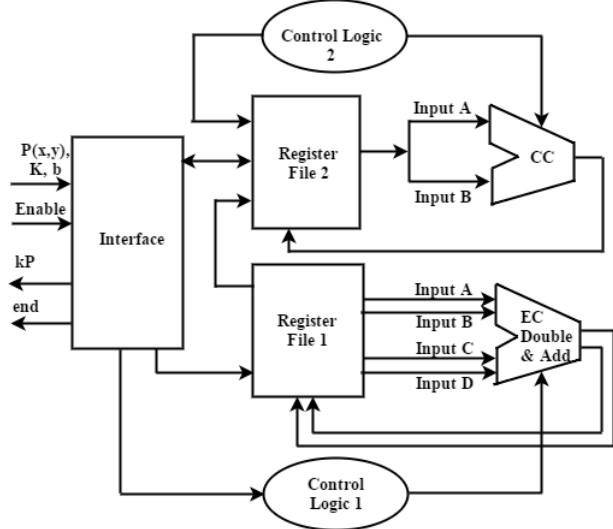 Control Logic
2
P(x,y),
K, b
Enable
kP
end
Interface
Register
File 2
Input A
Input B
CC
Register
File 1
Input A
Input B
Input C
Input D
EC
Double
& Add
Control
Logic 1